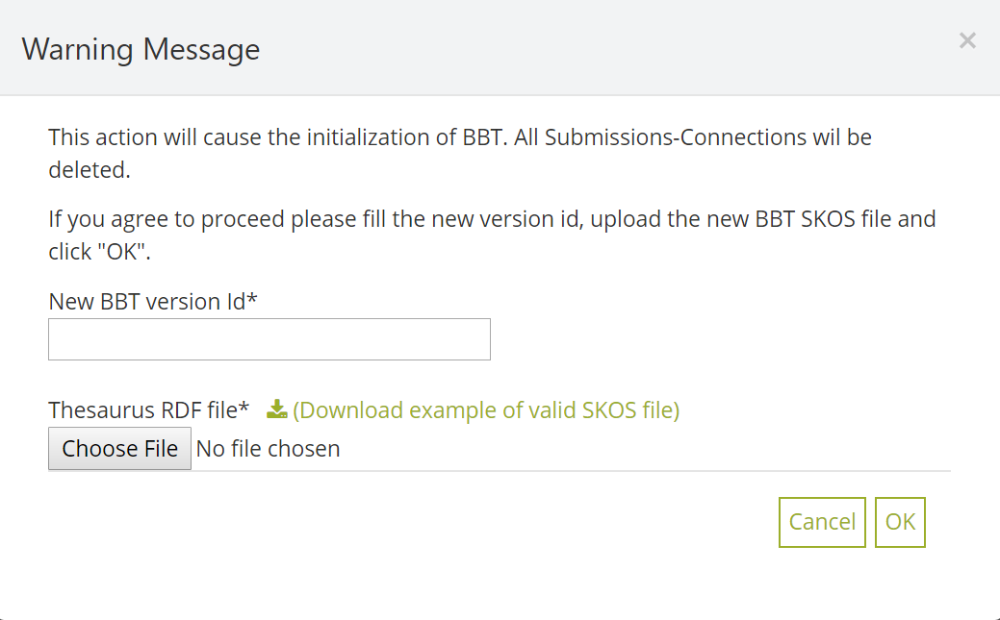 Warning Message
×
This action will cause the initialization of BBT. All Submissions-Connections wil be
deleted.
If you agree to proceed please fill the new version id, upload the new BBT SKOS file and
click "OK".
New BBT version Id*
Thesaurus RDF file* (Download example of valid SKOS file)
Choose File No file chosen
Cancel OK